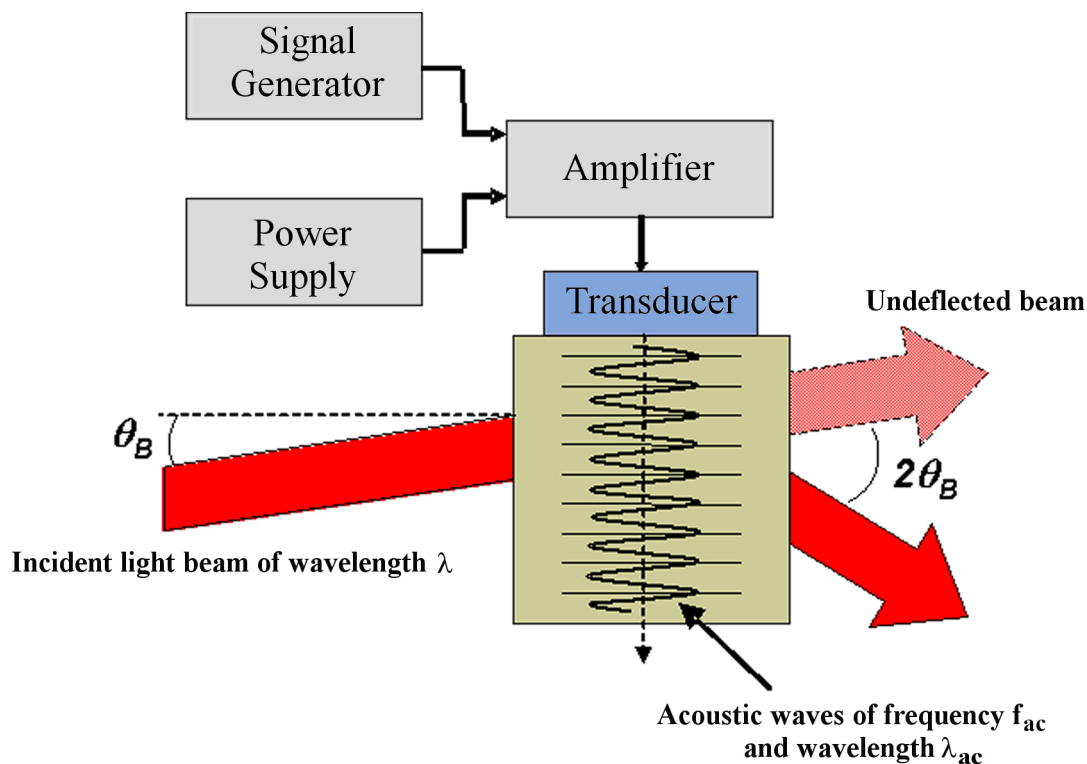 Signal
Generator
Amplifier
Power
Supply
Transducer
Undeflected beam
θB
2θB
Incident light beam of wavelength λ
Acoustic waves of frequency fac
and wavelength λac